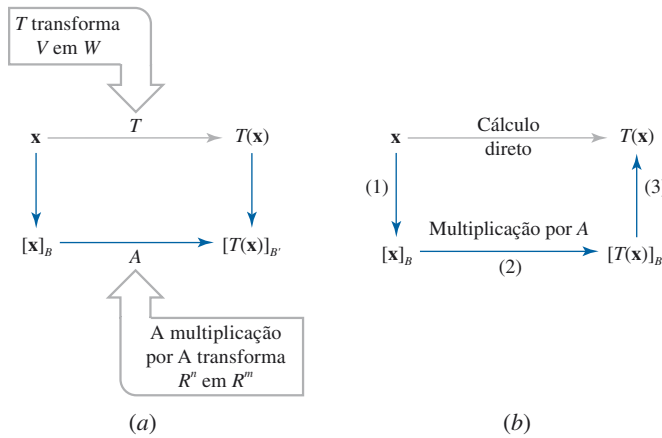 T transforma
V em W
x
T
T(x)
[x]_B
A
[T(x)]_B'
A multiplicação
por A transforma
R^n em R^m
(a)
x
Cálculo
direto
T(x)
(1)
(3)
[x]_B
Multiplicação por A
(2)
[T(x)]_B
(b)